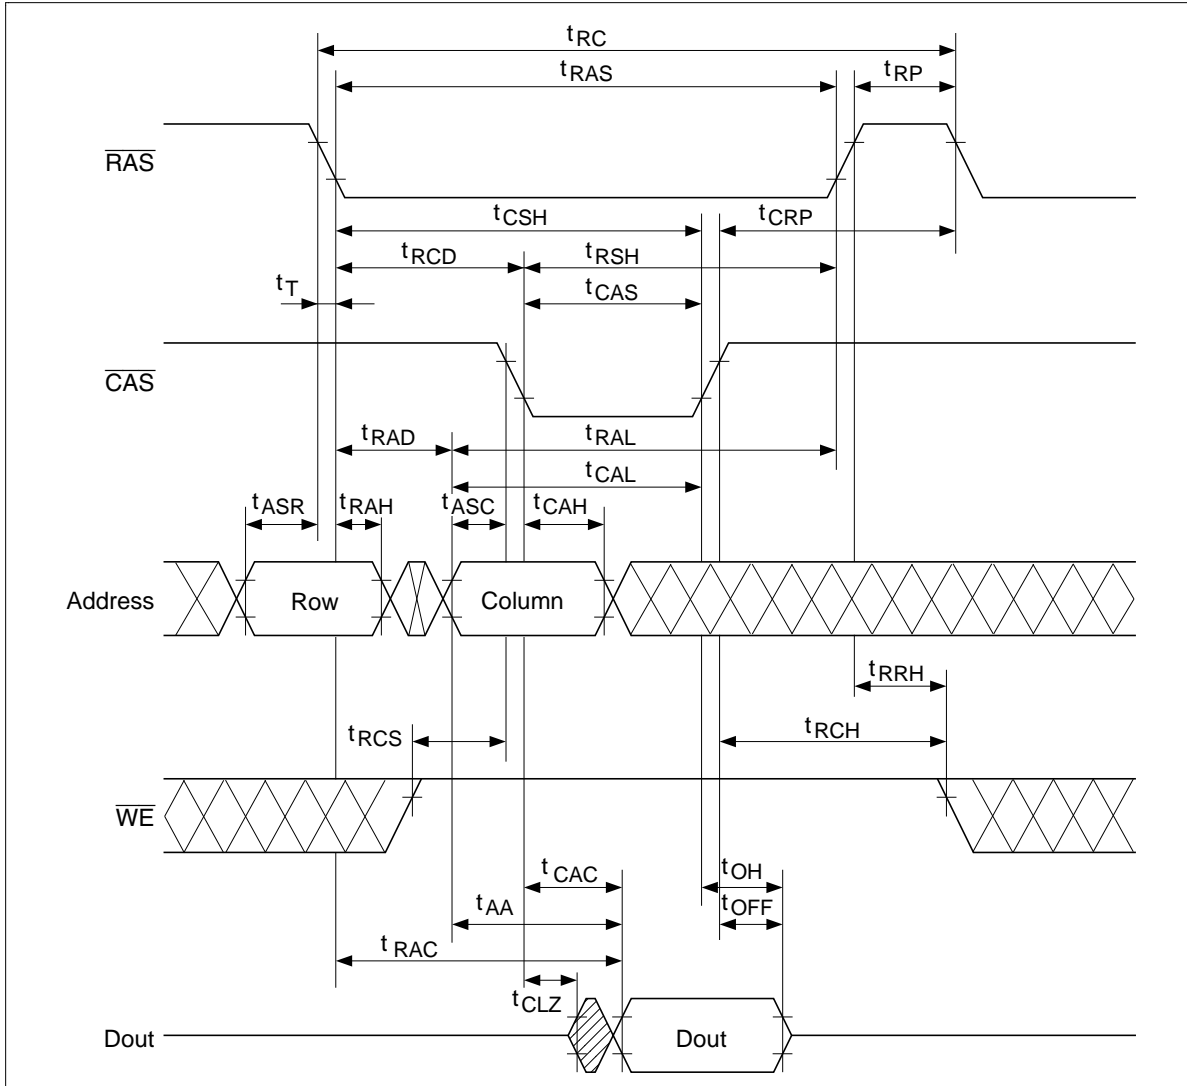 tRC
tRAS tRP
RAS
tCSH tCRP
tRCD tRSH
tT tCAS
CAS
tRAD tRAL
tCAL
tASR tRAH tASC tCAH
Address Row Column
tRRH
tRCS tRCH
WE
tCAC tOH
tAA tOFF
tRAC
tCLZ
Dout Dout